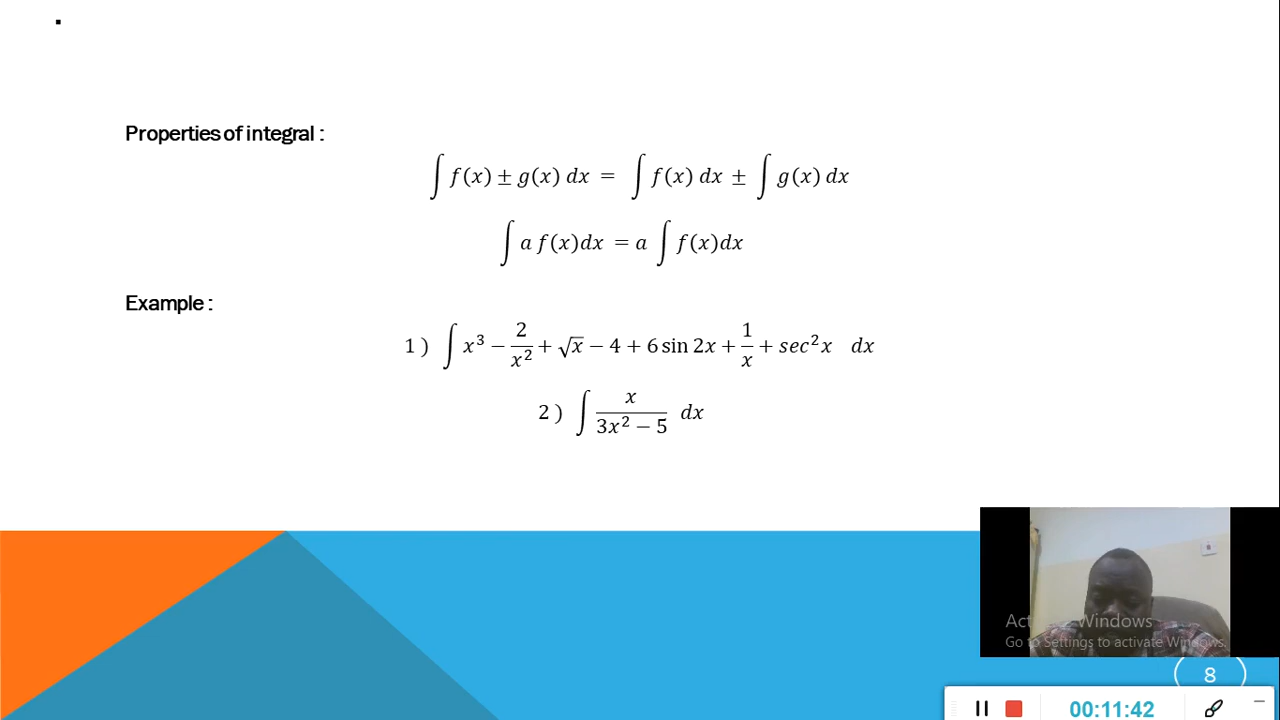 Properties of integral :
∫ f(x) ± g(x) dx = ∫ f(x) dx ± ∫ g(x) dx
∫ a f(x)dx = a ∫ f(x)dx
Example :
1 ) ∫ x³ − 2/x² + √x − 4 + 6 sin 2x + 1/x + sec²x dx
2 ) ∫ x/(3x² − 5) dx
Activate Windows
Go to Settings to activate Windows.
8
00:11:42